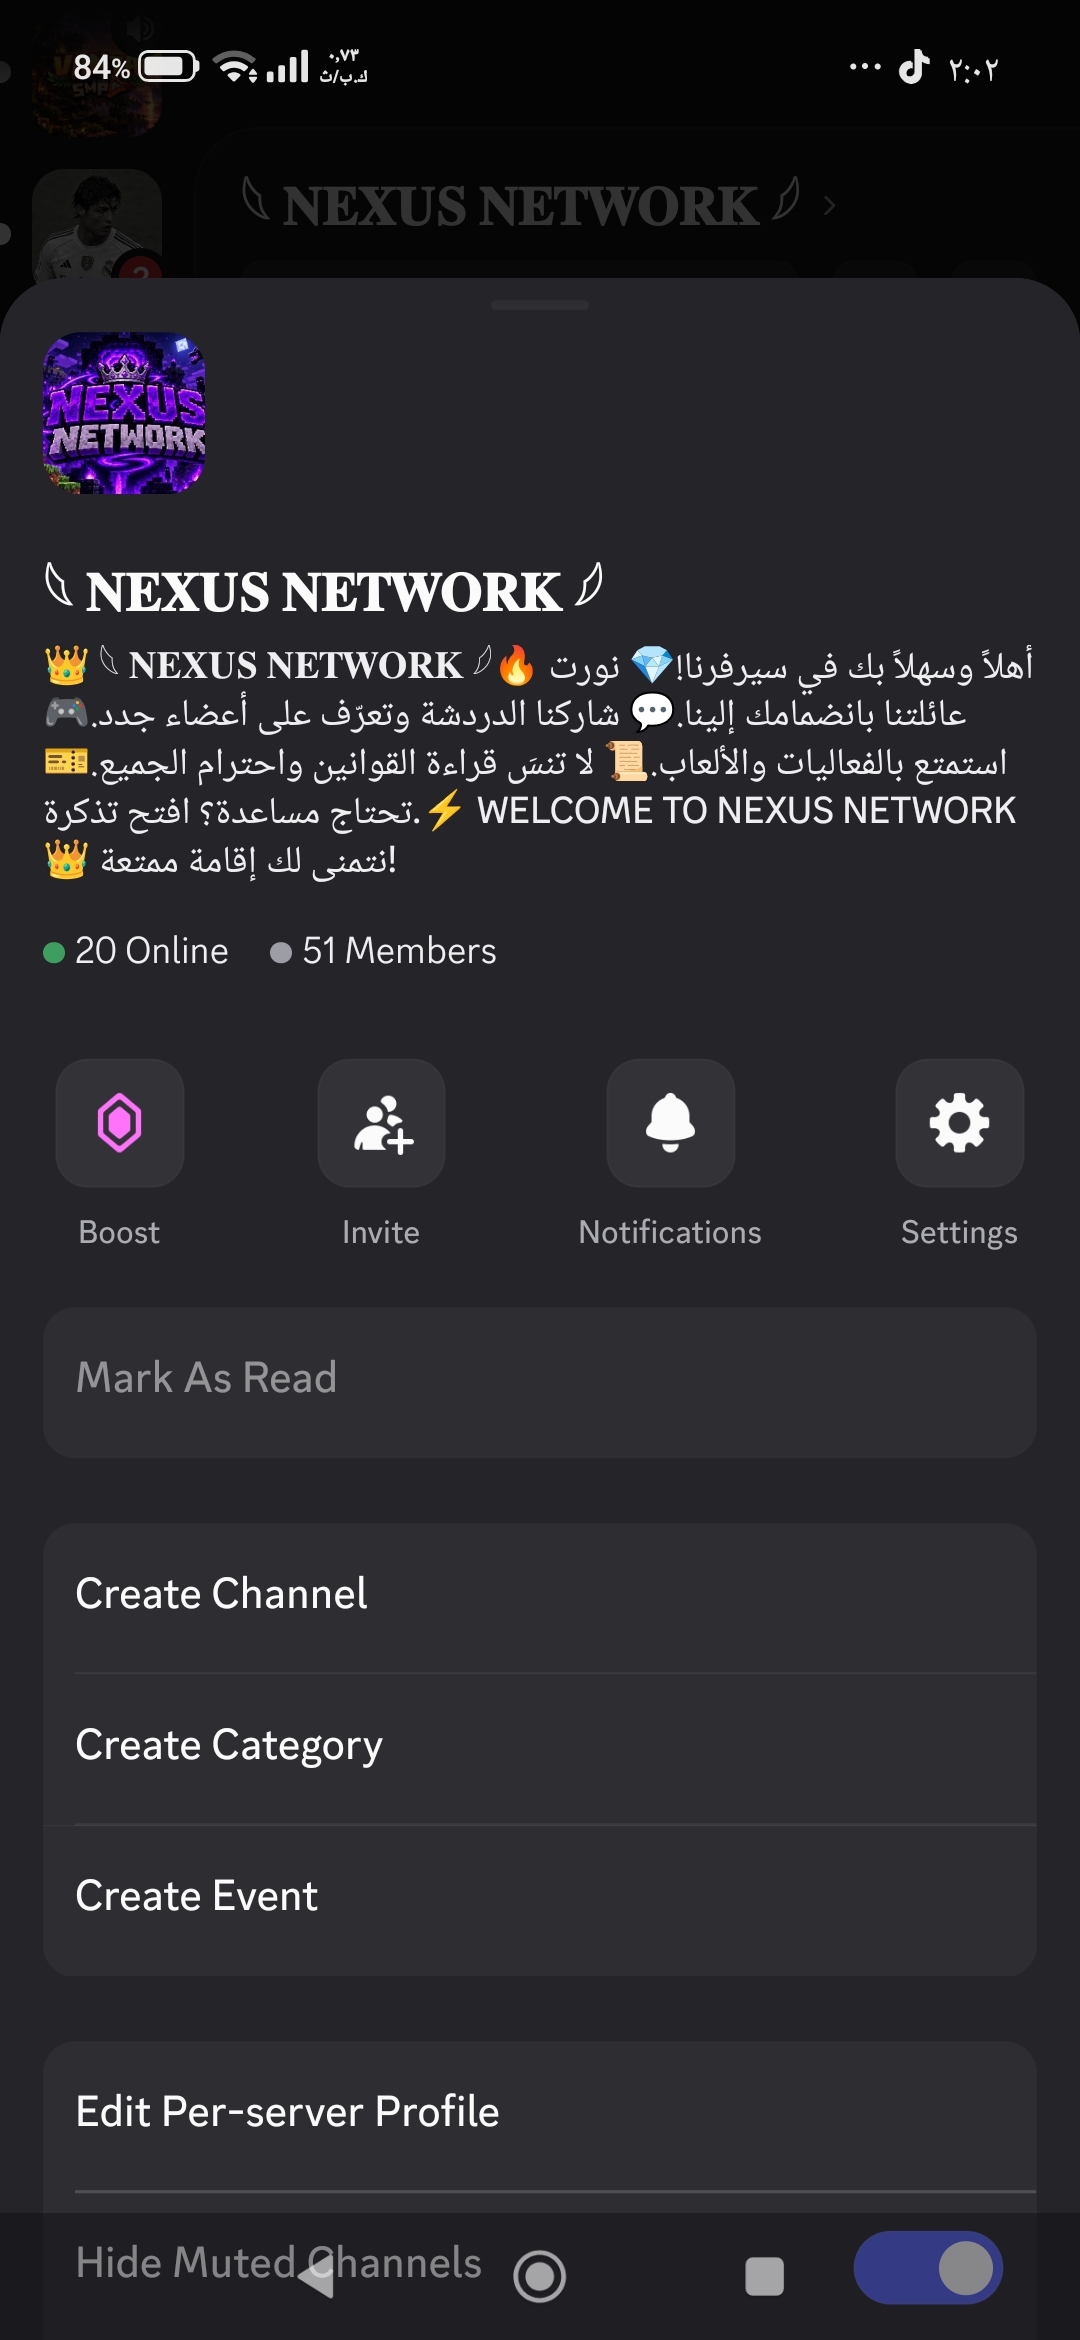 84%
٠,٧٣
ك.ب/ث
٢:٠٢
NEXUS NETWORK
NEXUS
NETWORK
NEXUS NETWORK
👑 NEXUS NETWORK 🔥 نورت 💎!أهلاً وسهلاً بك في سيرفرنا
🎮.شاركنا الدردشة وتعرّف على أعضاء جدد 💬.عائلتنا بانضمامك إلينا
🎫.لا تنسَ قراءة القوانين واحترام الجميع 📜.استمتع بالفعاليات والألعاب
تحتاج مساعدة؟ افتح تذكرة.⚡ WELCOME TO NEXUS NETWORK
👑 نتمنى لك إقامة ممتعة!
20 Online 51 Members
Boost Invite Notifications Settings
Mark As Read
Create Channel
Create Category
Create Event
Edit Per-server Profile
Hide Muted Channels